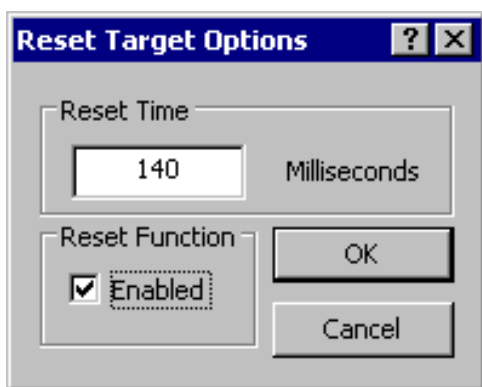 Reset Target Options
Reset Time
140 Milliseconds
Reset Function
Enabled
OK
Cancel